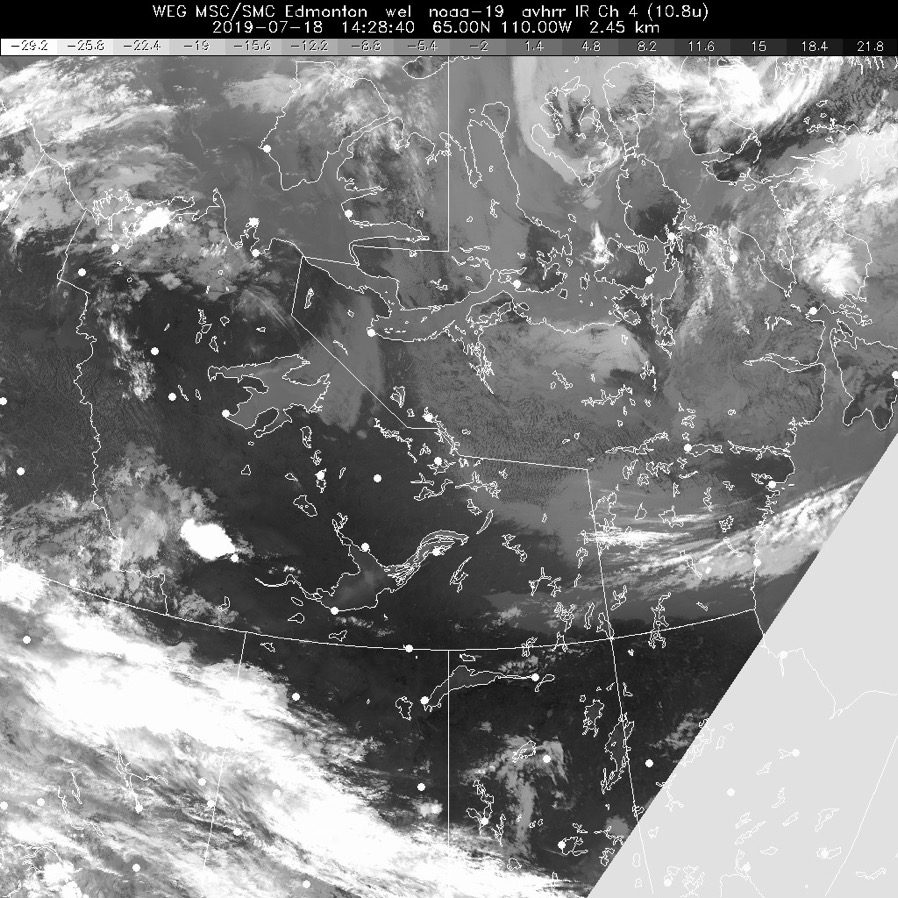 WEG MSC/SMC Edmonton wel noaa-19 avhrr IR Ch 4 (10.8u)
2019-07-18 14:28:40 65.00N 110.00W 2.45 km
-29.2 -25.8 -22.4 -19 -15.6 -12.2 -8.8 -5.4 -2 1.4 4.8 8.2 11.6 15 18.4 21.8